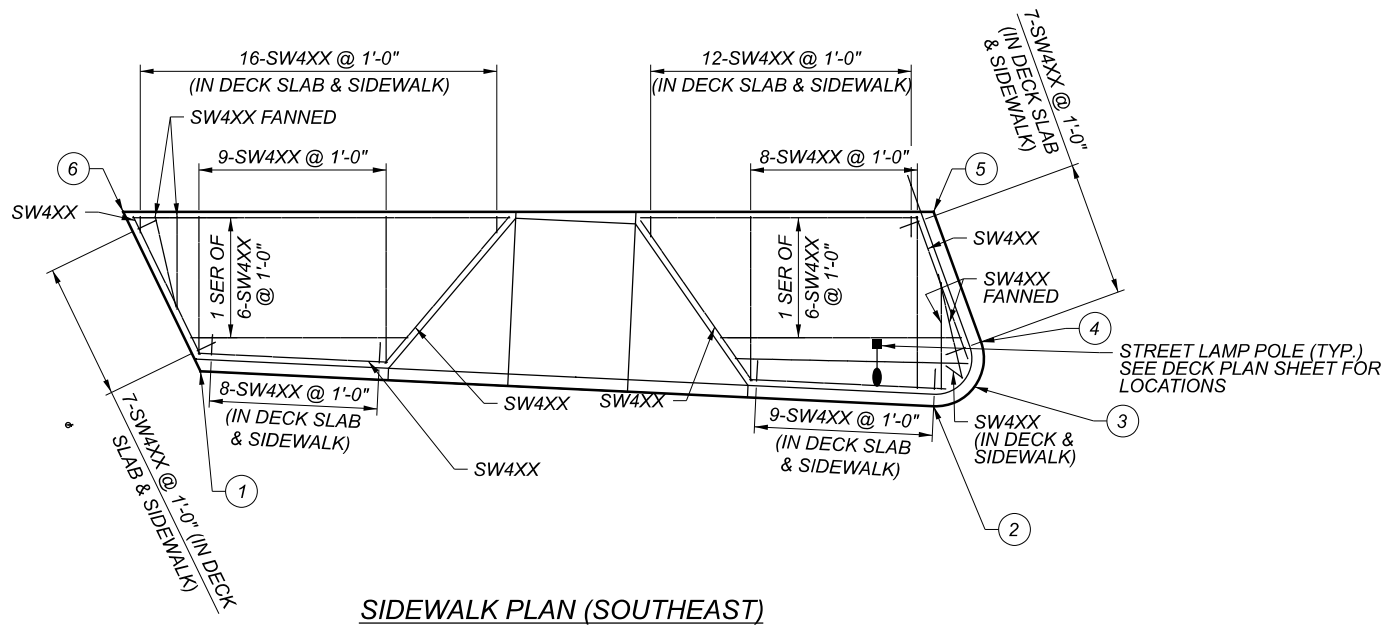 16-SW4XX @ 1'-0"
(IN DECK SLAB & SIDEWALK)
12-SW4XX @ 1'-0"
(IN DECK SLAB & SIDEWALK)
7-SW4XX @ 1'-0"
(IN DECK SLAB
& SIDEWALK)
SW4XX FANNED
9-SW4XX @ 1'-0"
8-SW4XX @ 1'-0"
6
5
SW4XX
1 SER OF
6-SW4XX
@ 1'-0"
1 SER OF
6-SW4XX
@ 1'-0"
SW4XX
SW4XX
FANNED
4
STREET LAMP POLE (TYP.)
SEE DECK PLAN SHEET FOR
LOCATIONS
8-SW4XX @ 1'-0"
(IN DECK SLAB
& SIDEWALK)
SW4XX
SW4XX
9-SW4XX @ 1'-0"
(IN DECK SLAB
& SIDEWALK)
SW4XX
(IN DECK &
SIDEWALK)
3
7-SW4XX @ 1'-0" (IN DECK
SLAB & SIDEWALK)
SW4XX
1
2
SIDEWALK PLAN (SOUTHEAST)